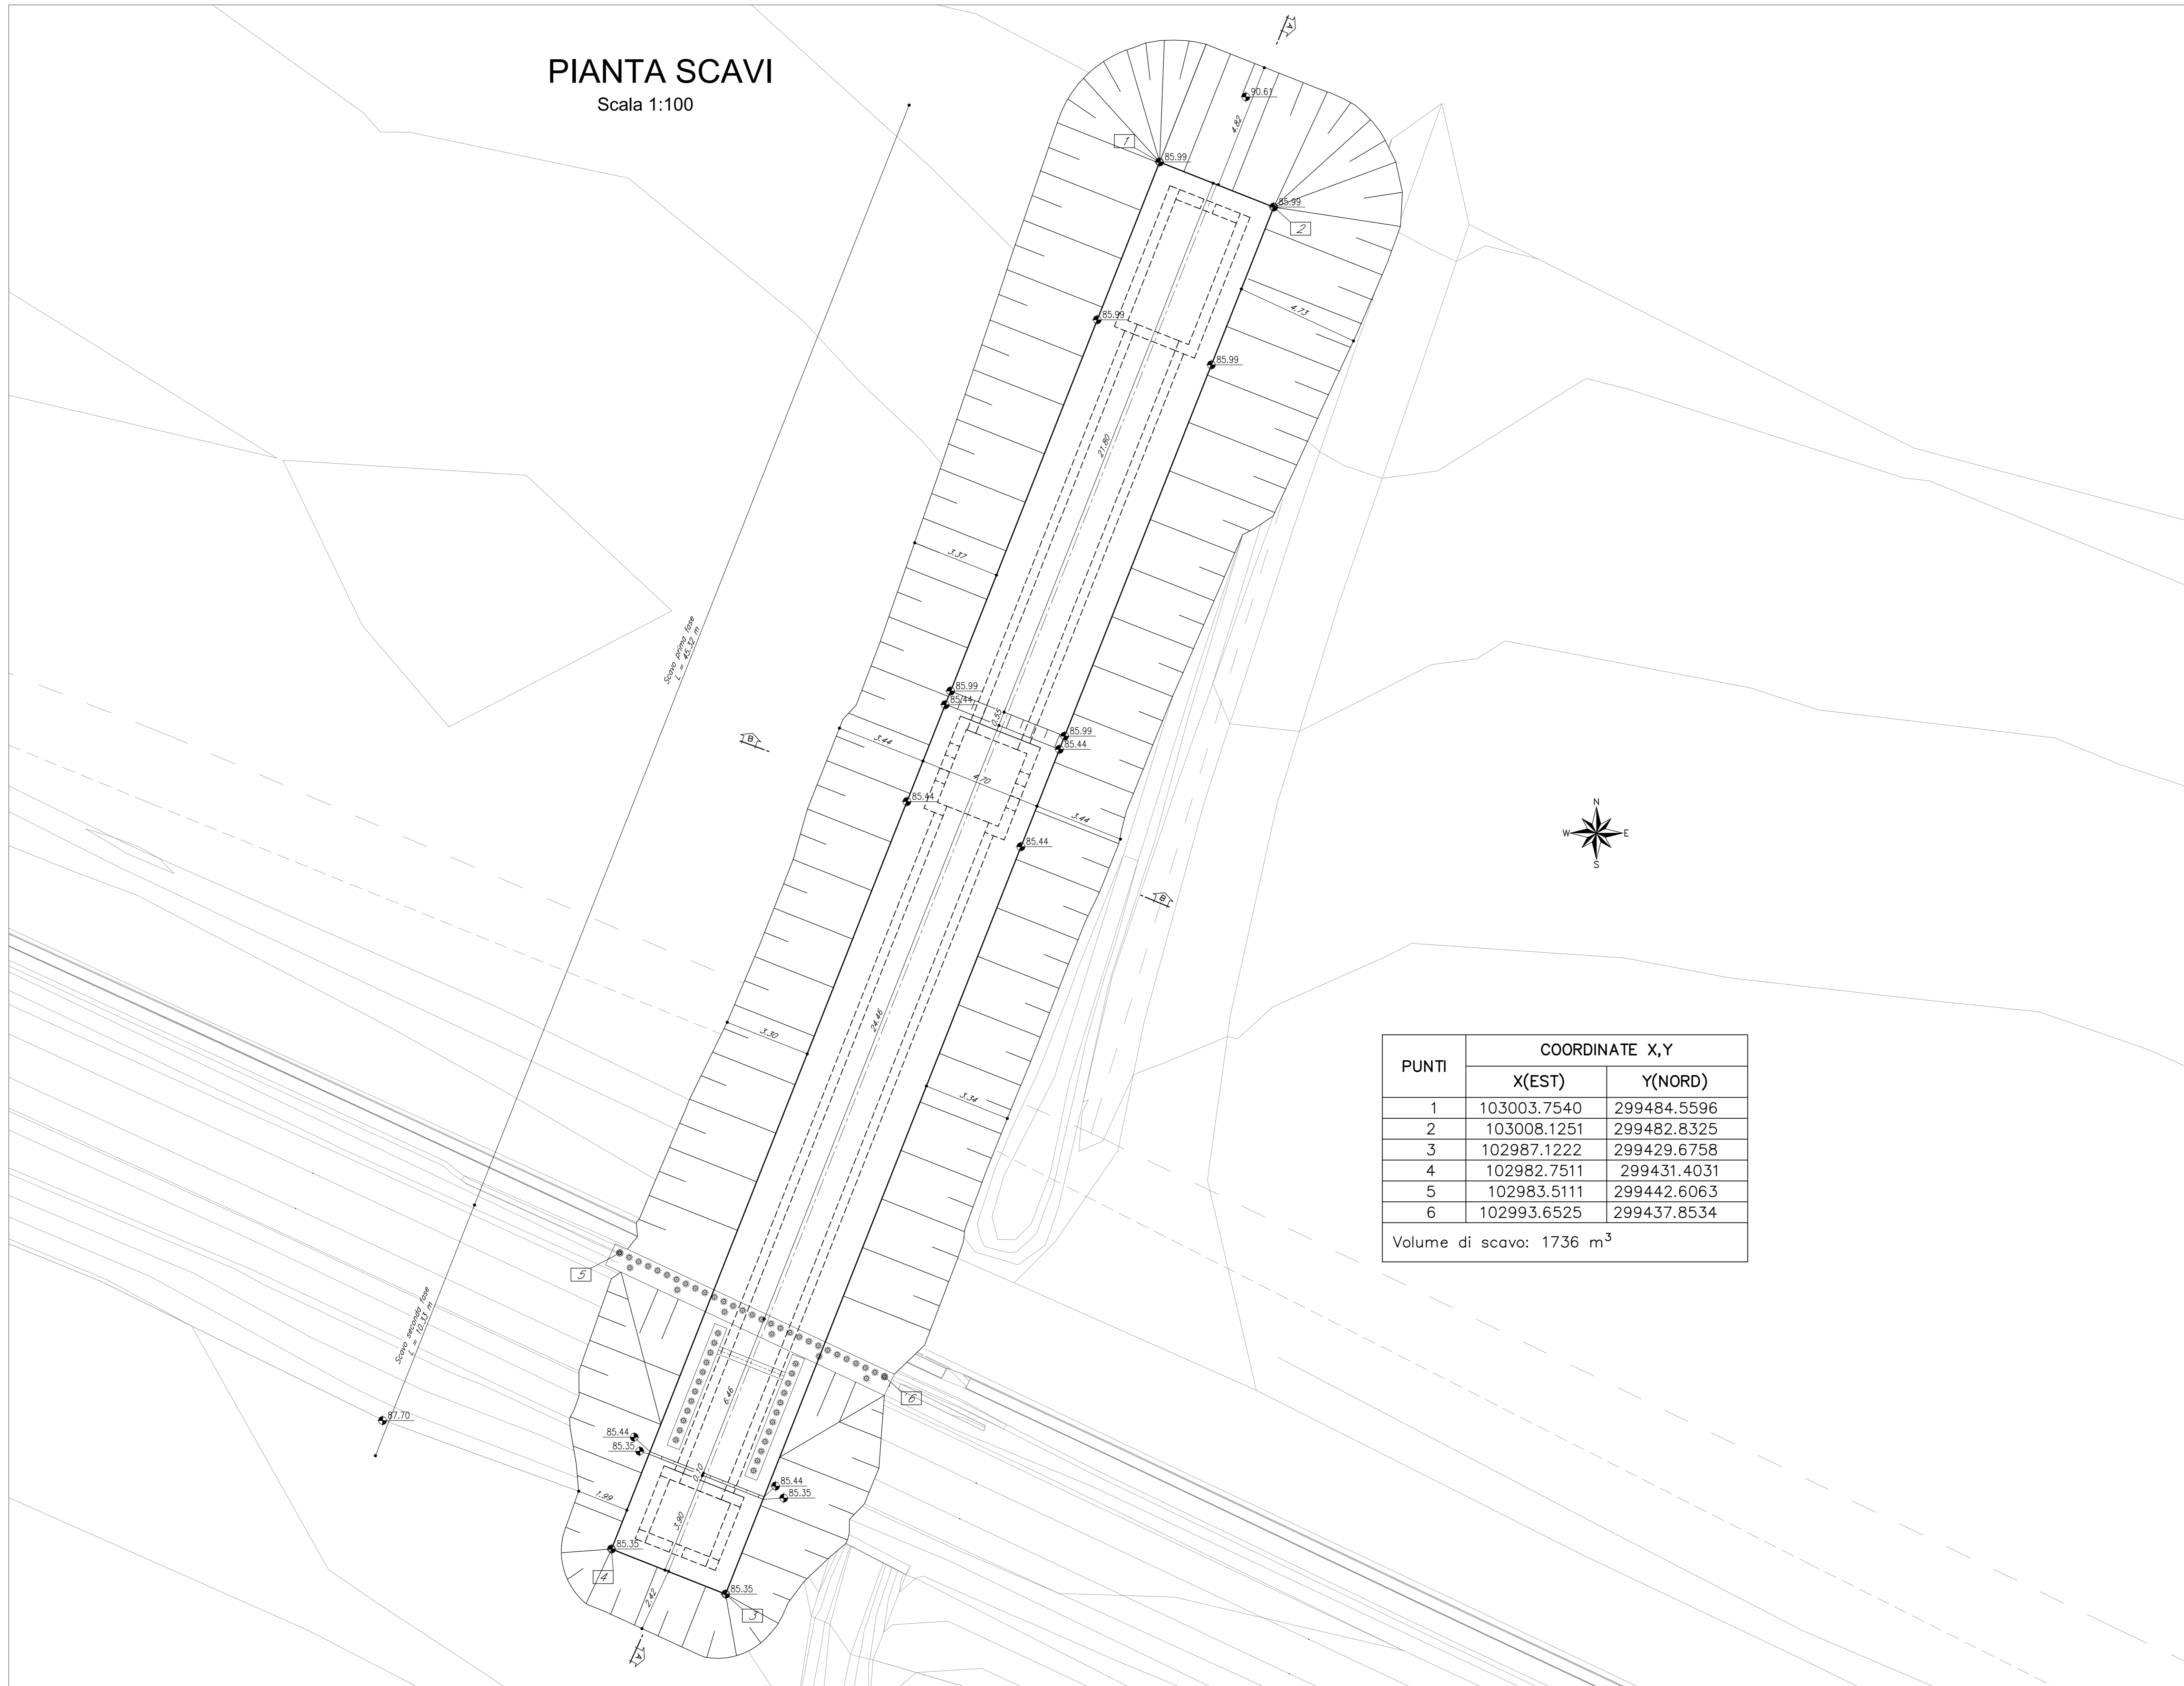 PIANTA SCAVI
Scala 1:100
A
90.61
4.82
1
85.99
85.99
2
4.73
85.99
85.99
21.80
3.37
Scavo prima fase
L = 45.32 m
85.99
85.44
0.55
85.99
85.44
B
3.44
4.70
3.44
85.44
85.44
B
N
W
E
S
3.30
24.46
3.34
PUNTI
COORDINATE X,Y
X(EST)
Y(NORD)
1 103003.7540 299484.5596
2 103008.1251 299482.8325
3 102987.1222 299429.6758
4 102982.7511 299431.4031
5 102983.5111 299442.6063
6 102993.6525 299437.8534
Volume di scavo: 1736 m³
5
Scavo seconda fase
L = 10.33 m
6.46
6
87.70
85.44
85.35
0.10
85.44
85.35
1.99
3.90
85.35
4
85.35
3
2.42
A